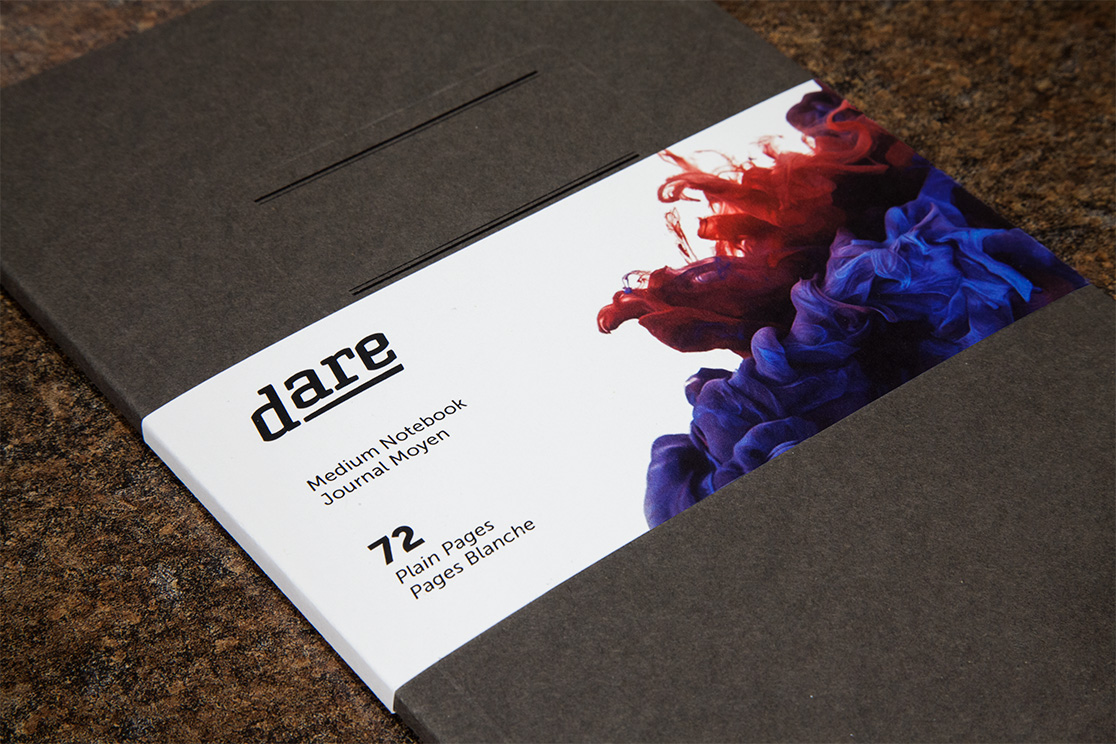 dare
Medium Notebook
Journal Moyen
72
Plain Pages
Pages Blanche